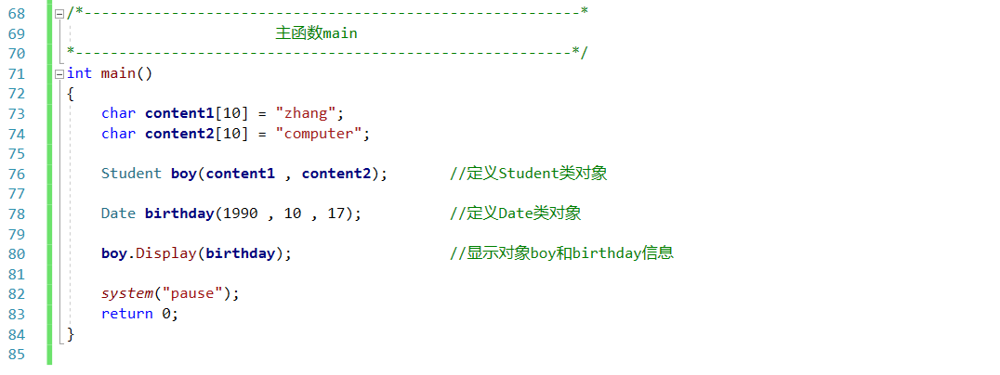 68 /*---------------------------------------------------------*
69 主函数main
70 *---------------------------------------------------------*/
71 int main()
72 {
73 char content1[10] = "zhang";
74 char content2[10] = "computer";
75
76 Student boy(content1 , content2); //定义Student类对象
77
78 Date birthday(1990 , 10 , 17); //定义Date类对象
79
80 boy.Display(birthday); //显示对象boy和birthday信息
81
82 system("pause");
83 return 0;
84 }
85